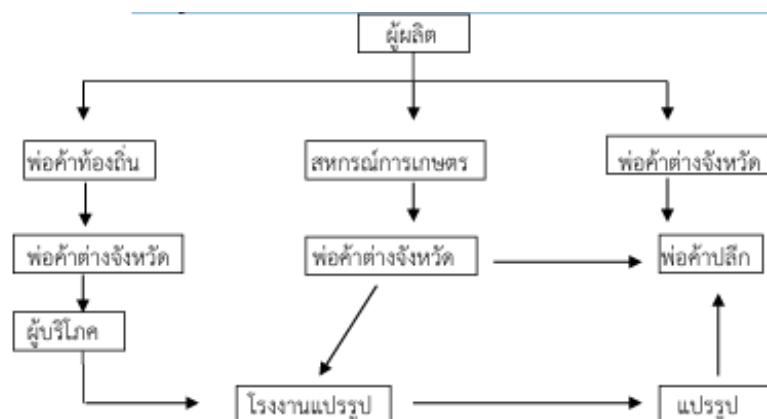 ผู้ผลิต
พ่อค้าท้องถิ่น สหกรณ์การเกษตร พ่อค้าต่างจังหวัด
พ่อค้าต่างจังหวัด พ่อค้าต่างจังหวัด พ่อค้าปลีก
ผู้บริโภค
โรงงานแปรรูป แปรรูป